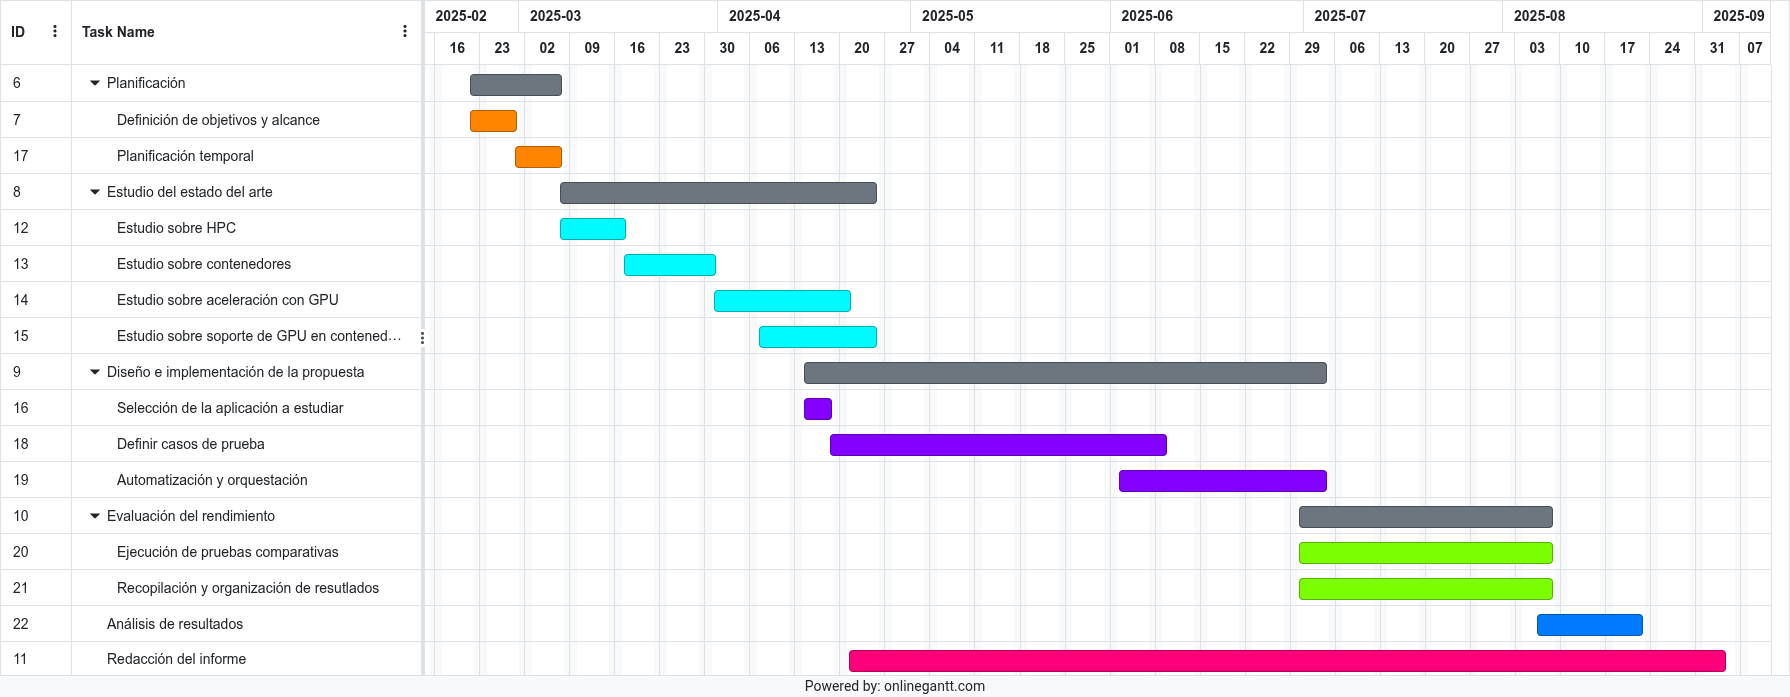 ID Task Name 2025-02 2025-03 2025-04 2025-05 2025-06 2025-07 2025-08 2025-09
16 23 02 09 16 23 30 06 13 20 27 04 11 18 25 01 08 15 22 29 06 13 20 27 03 10 17 24 31 07
6 Planificación
7 Definición de objetivos y alcance
17 Planificación temporal
8 Estudio del estado del arte
12 Estudio sobre HPC
13 Estudio sobre contenedores
14 Estudio sobre aceleración con GPU
15 Estudio sobre soporte de GPU en contened...
9 Diseño e implementación de la propuesta
16 Selección de la aplicación a estudiar
18 Definir casos de prueba
19 Automatización y orquestación
10 Evaluación del rendimiento
20 Ejecución de pruebas comparativas
21 Recopilación y organización de resutlados
22 Análisis de resultados
11 Redacción del informe
Powered by: onlinegantt.com